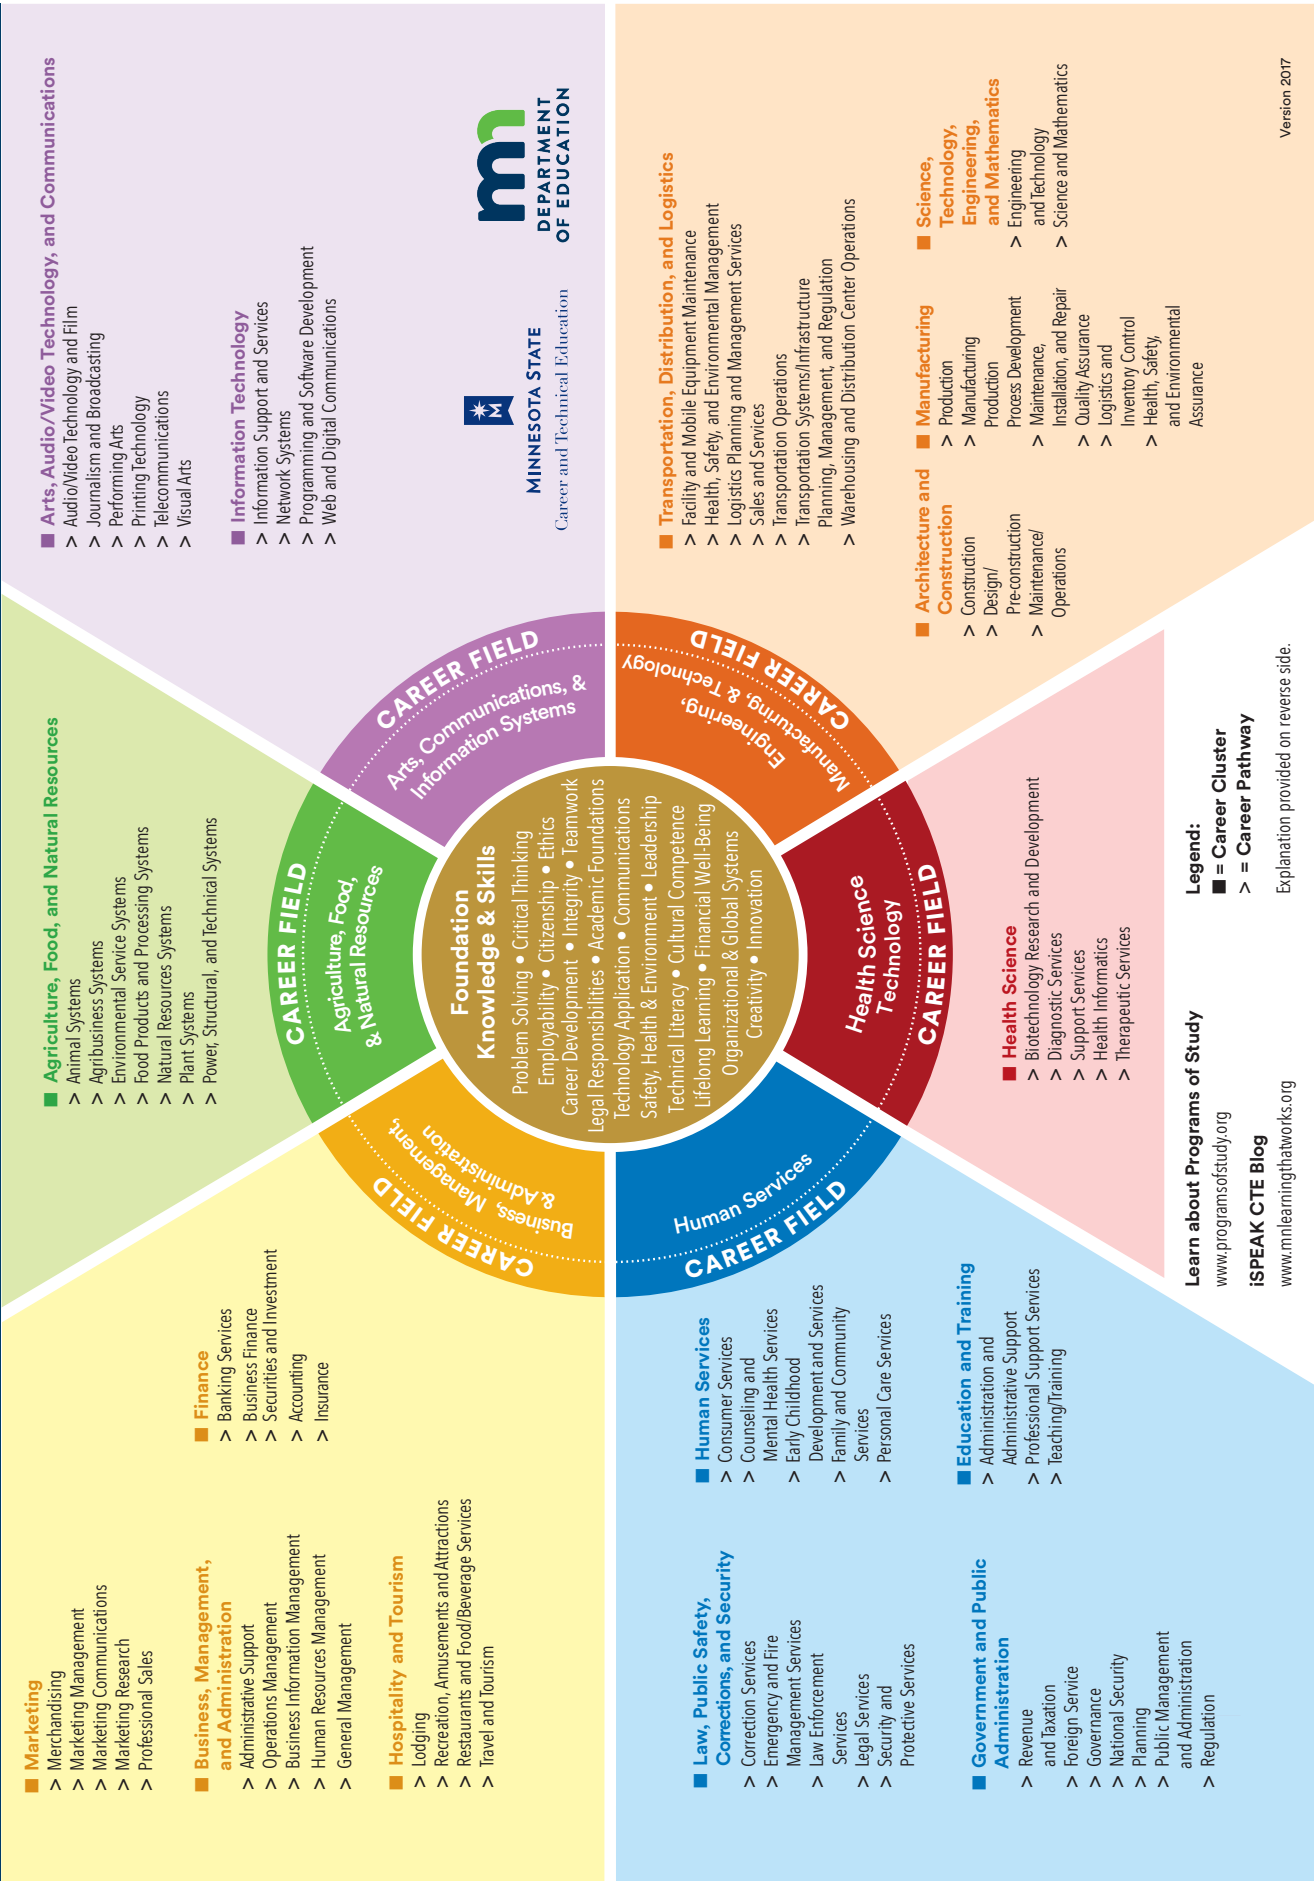 ■ Marketing
> Merchandising
> Marketing Management
> Marketing Communications
> Marketing Research
> Professional Sales
■ Business, Management,
and Administration
> Administrative Support
> Operations Management
> Business Information Management
> Human Resources Management
> General Management
■ Finance
> Banking Services
> Business Finance
> Securities and Investment
> Accounting
> Insurance
■ Hospitality and Tourism
> Lodging
> Recreation, Amusements and Attractions
> Restaurants and Food/Beverage Services
> Travel and Tourism
■ Agriculture, Food, and Natural Resources
> Animal Systems
> Agribusiness Systems
> Environmental Service Systems
> Food Products and Processing Systems
> Natural Resources Systems
> Plant Systems
> Power, Structural, and Technical Systems
■ Arts, Audio/Video Technology, and Communications
> Audio/Video Technology and Film
> Journalism and Broadcasting
> Performing Arts
> Printing Technology
> Telecommunications
> Visual Arts
■ Information Technology
> Information Support and Services
> Network Systems
> Programming and Software Development
> Web and Digital Communications
M
MINNESOTA STATE
Career and Technical Education
mn
DEPARTMENT
OF EDUCATION
CAREER FIELD
Business, Management,
& Administration
CAREER FIELD
Agriculture, Food,
& Natural Resources
CAREER FIELD
Arts, Communications, &
Information Systems
Foundation
Knowledge & Skills
Problem Solving • Critical Thinking
Employability • Citizenship • Ethics
Career Development • Integrity • Teamwork
Legal Responsibilities • Academic Foundations
Technology Application • Communications
Safety, Health & Environment • Leadership
Technical Literacy • Cultural Competence
Lifelong Learning • Financial Well-Being
Organizational & Global Systems
Creativity • Innovation
Human Services
CAREER FIELD
Health Science
Technology
CAREER FIELD
Engineering,
Manufacturing, & Technology
CAREER FIELD
■ Law, Public Safety,
Corrections, and Security
> Correction Services
> Emergency and Fire
Management Services
> Law Enforcement
Services
> Legal Services
> Security and
Protective Services
■ Human Services
> Consumer Services
> Counseling and
Mental Health Services
> Early Childhood
Development and Services
> Family and Community
Services
> Personal Care Services
■ Government and Public
Administration
> Revenue
and Taxation
> Foreign Service
> Governance
> National Security
> Planning
> Public Management
and Administration
> Regulation
■ Education and Training
> Administration and
Administrative Support
> Professional Support Services
> Teaching/Training
■ Health Science
> Biotechnology Research and Development
> Diagnostic Services
> Support Services
> Health Informatics
> Therapeutic Services
■ Transportation, Distribution, and Logistics
> Facility and Mobile Equipment Maintenance
> Health, Safety, and Environmental Management
> Logistics Planning and Management Services
> Sales and Services
> Transportation Operations
> Transportation Systems/Infrastructure
Planning, Management, and Regulation
> Warehousing and Distribution Center Operations
■ Architecture and
Construction
> Construction
> Design/
Pre-construction
> Maintenance/
Operations
■ Manufacturing
> Production
> Manufacturing
Production
Process Development
> Maintenance,
Installation, and Repair
> Quality Assurance
> Logistics and
Inventory Control
> Health, Safety,
and Environmental
Assurance
■ Science,
Technology,
Engineering,
and Mathematics
> Engineering
and Technology
> Science and Mathematics
Learn about Programs of Study
www.programsofstudy.org
iSPEAK CTE Blog
www.mnlearningthatworks.org
Legend:
■ = Career Cluster
> = Career Pathway
Explanation provided on reverse side.
Version 2017